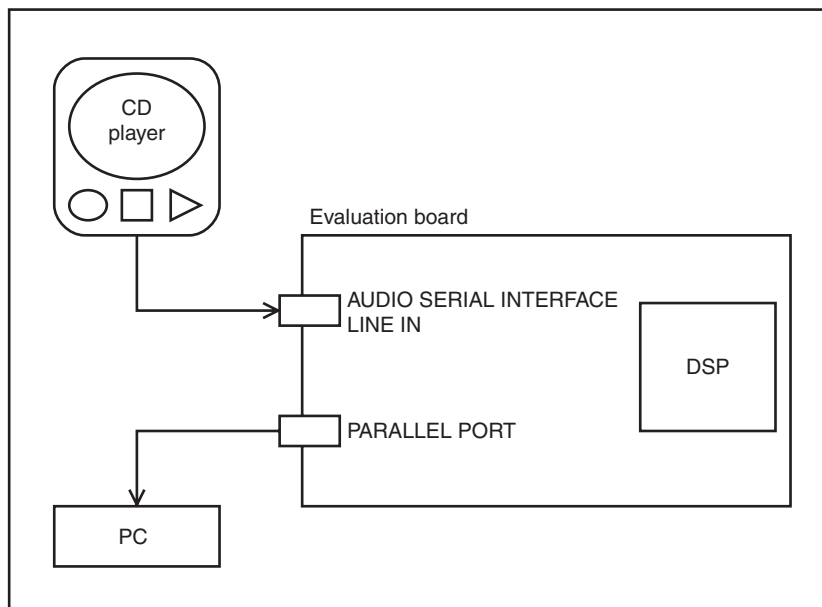 CD
player
Evaluation board
AUDIO SERIAL INTERFACE
LINE IN
DSP
PARALLEL PORT
PC